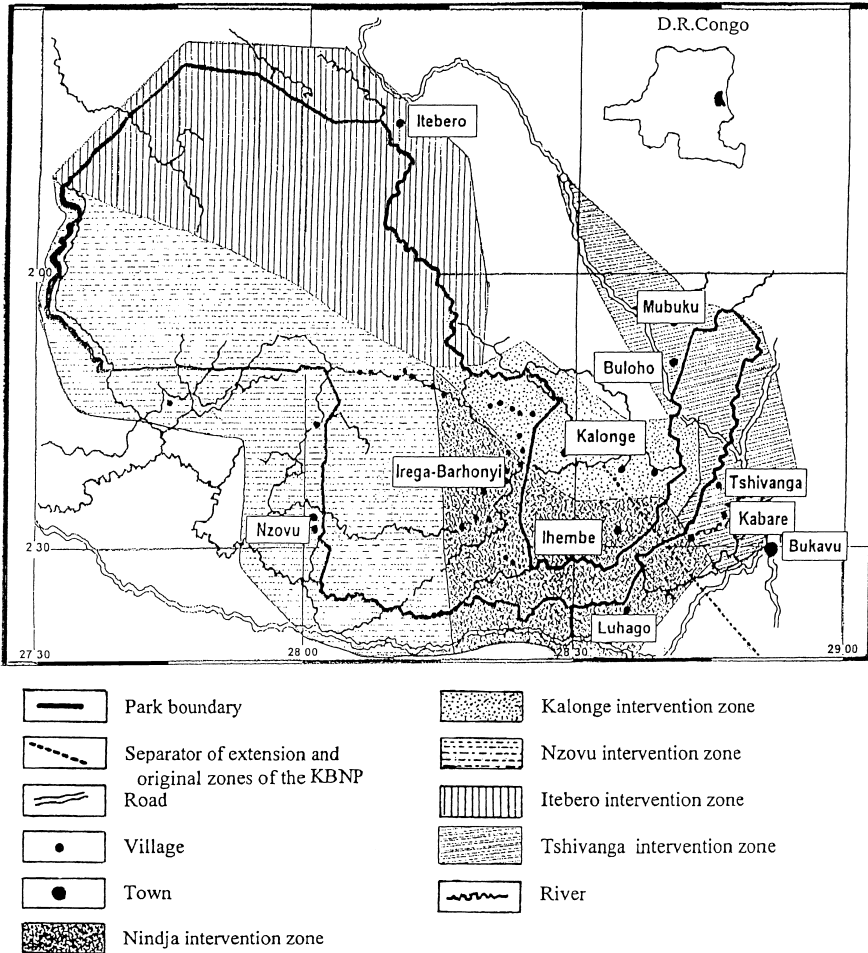 D.R.Congo
Itebero
2 00
Mubuku
Buloho
Kalonge
Irega-Barhonyi
Tshivanga
Kabare
Nzovu
Ihembe
2 30
Bukavu
Luhago
27 30
28 00
28 30
29 00
Park boundary
Separator of extension and
original zones of the KBNP
Road
Village
Town
Nindja intervention zone
Kalonge intervention zone
Nzovu intervention zone
Itebero intervention zone
Tshivanga intervention zone
River